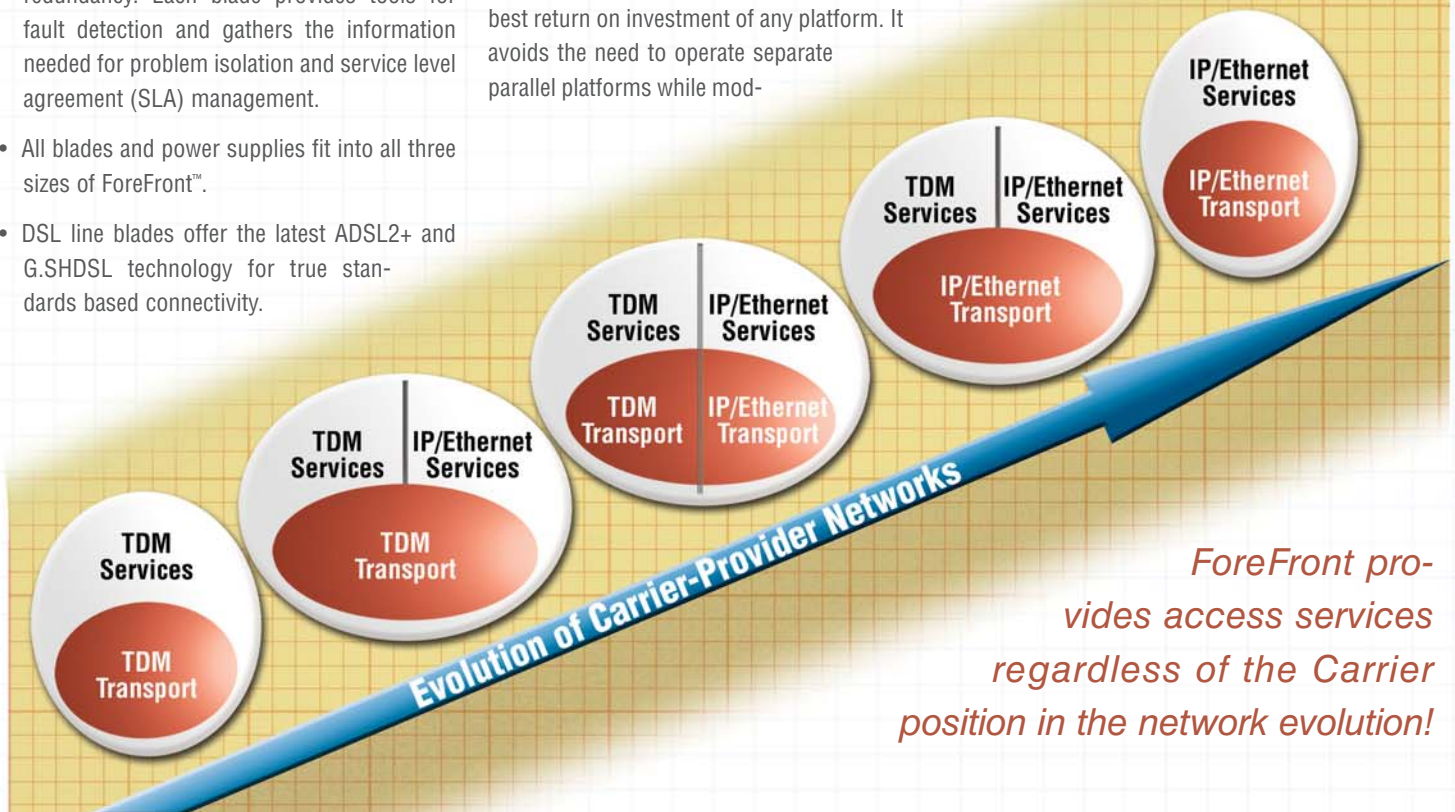 redundancy. Each blade provides tools for
fault detection and gathers the information
needed for problem isolation and service level
agreement (SLA) management.
• All blades and power supplies fit into all three
sizes of ForeFront™.
• DSL line blades offer the latest ADSL2+ and
G.SHDSL technology for true stan-
dards based connectivity.
best return on investment of any platform. It
avoids the need to operate separate
parallel platforms while mod-
TDM
Services
TDM
Transport
TDM
Services
IP/Ethernet
Services
TDM
Transport
TDM
Services
IP/Ethernet
Services
TDM
Transport
IP/Ethernet
Transport
TDM
Services
IP/Ethernet
Services
IP/Ethernet
Transport
IP/Ethernet
Services
IP/Ethernet
Transport
Evolution of Carrier-Provider Networks
ForeFront pro-
vides access services
regardless of the Carrier
position in the network evolution!